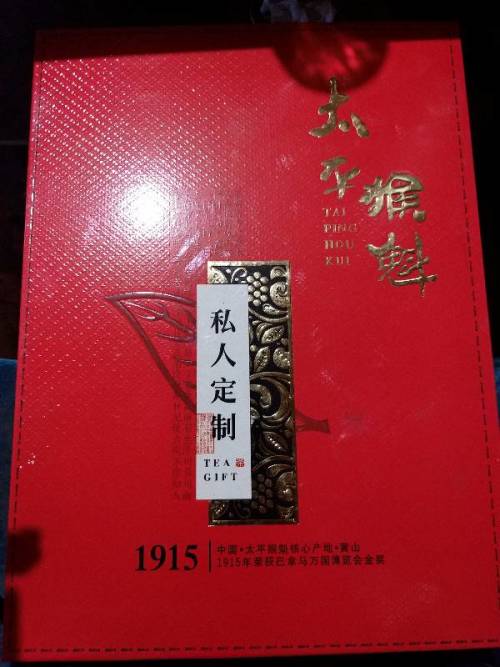 太平猴魁
TAI
PING
HOU
KUI
私人定制
TEA
GIFT
1915
中国·太平猴魁核心产地·黄山
1915年荣获巴拿马万国博览会金奖